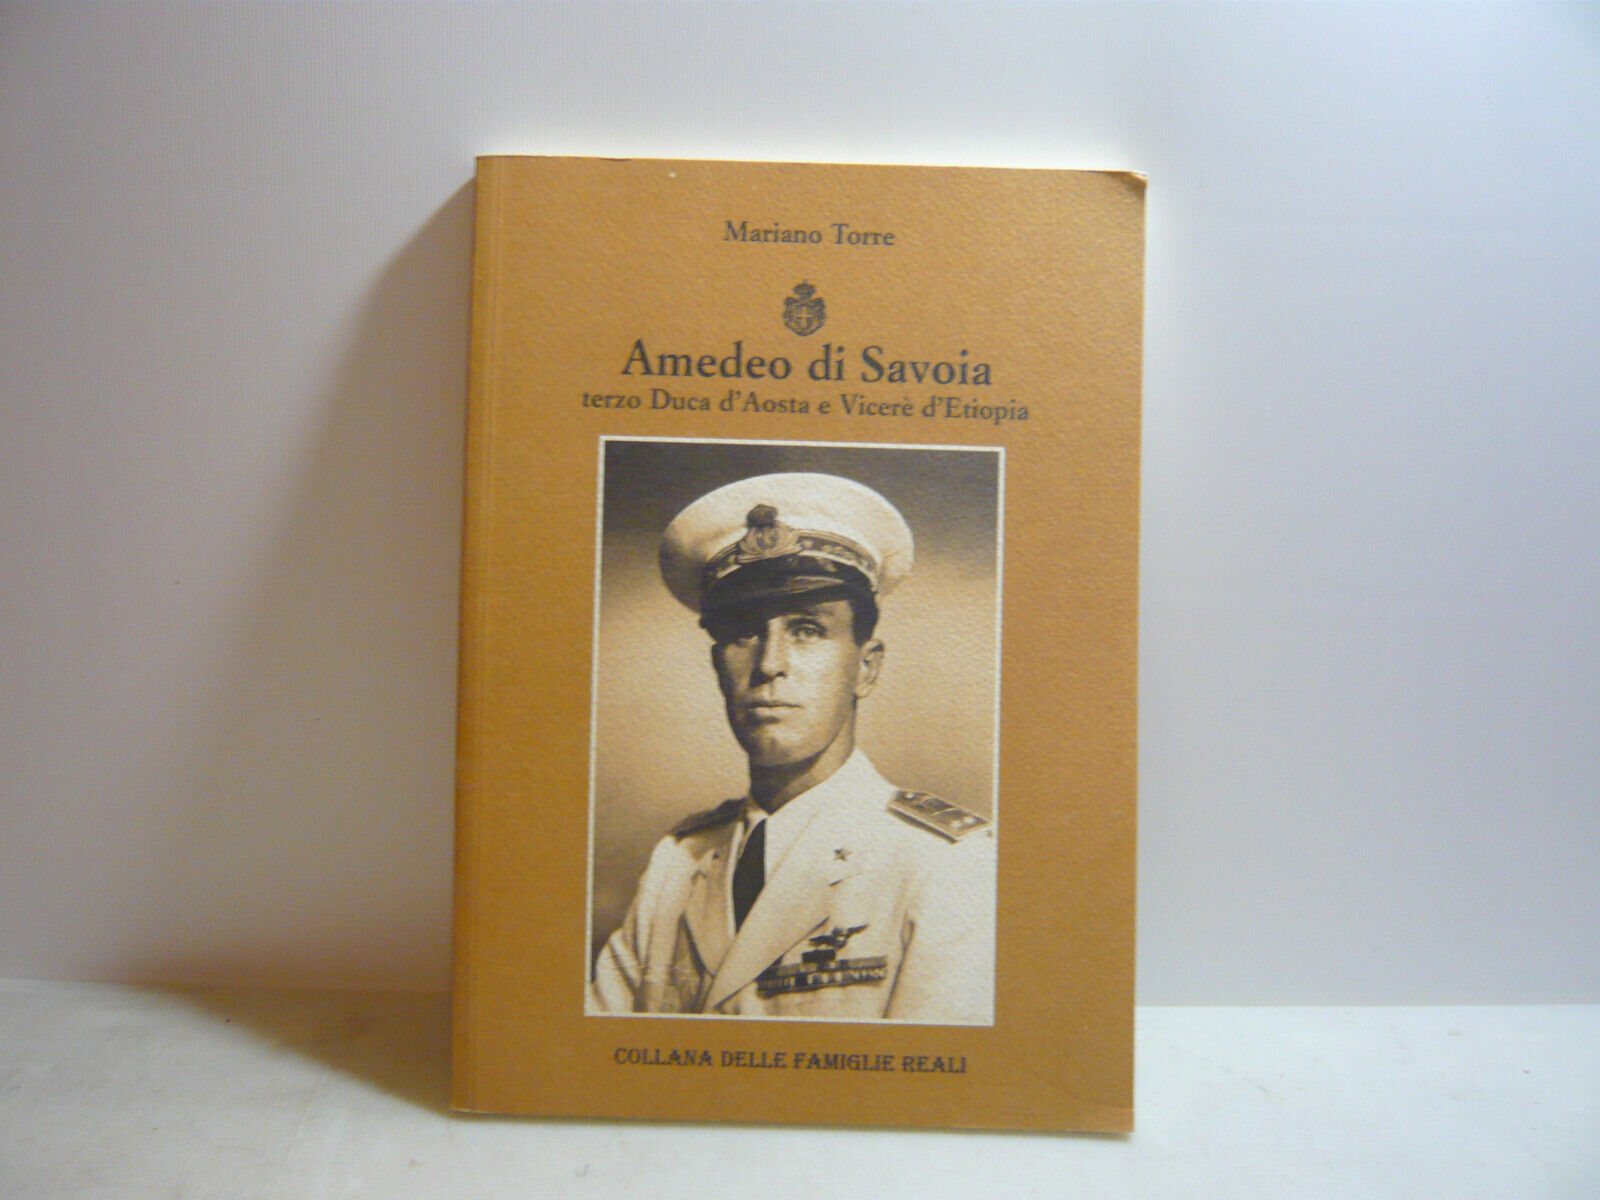 Mariano Torre
Amedeo di Savoia
terzo Duca d'Aosta e Vicerè d'Etiopia
COLLANA DELLE FAMIGLIE REALI